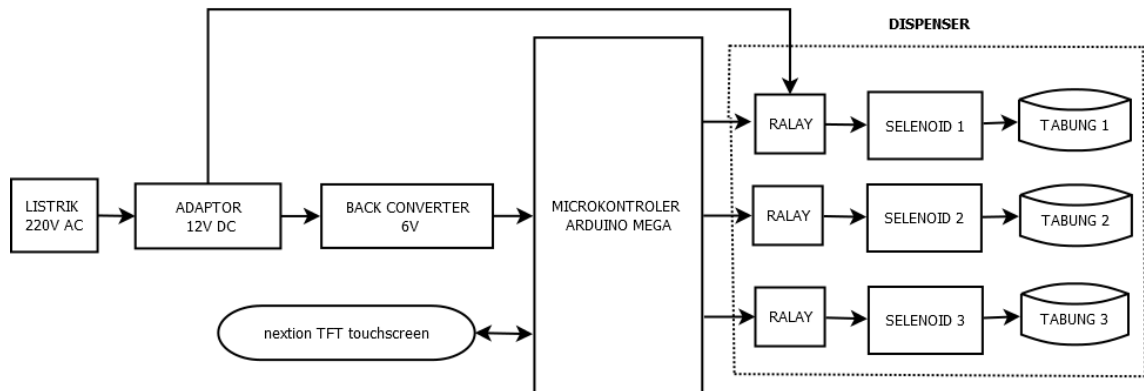 DISPENSER
RALAY
SELENOID 1
TABUNG 1
LISTRIK
220V AC
ADAPTOR
12V DC
BACK CONVERTER
6V
MICROKONTROLER
ARDUINO MEGA
RALAY
SELENOID 2
TABUNG 2
nextion TFT touchscreen
RALAY
SELENOID 3
TABUNG 3